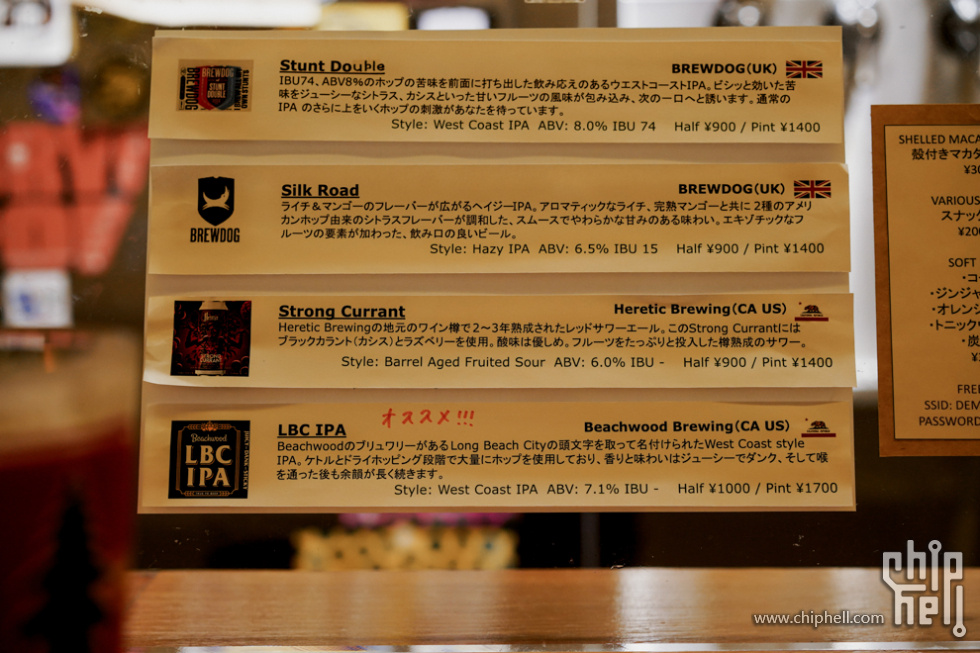 Stunt Double
BREWDOG(UK)
IBU74、ABV8%のホップの苦味を前面に打ち出した飲み応えのあるウエストコーストIPA。ビシッと効いた苦
味をジューシーなシトラス、カシスといった甘いフルーツの風味が包み込み、次の一口へと誘います。通常の
IPA のさらに上をいくホップの刺激があなたを待っています。
Style: West Coast IPA ABV: 8.0% IBU 74 Half ¥900 / Pint ¥1400
BREWDOG
Silk Road
BREWDOG(UK)
ライチ&マンゴーのフレーバーが広がるヘイジーIPA。アロマティックなライチ、完熟マンゴーと共に2種のアメリ
カンホップ由来のシトラスフレーバーが調和した、スムースでやわらかな甘みのある味わい。エキゾチックなフ
ルーツの要素が加わった、飲み口の良いビール。
Style: Hazy IPA ABV: 6.5% IBU 15 Half ¥900 / Pint ¥1400
Strong Currant
Heretic Brewing(CA US)
Heretic Brewingの地元のワイン樽で2～3年熟成されたレッドサワーエール。このStrong Currantには
ブラックカラント(カシス)とラズベリーを使用。酸味は優しめ。フルーツをたっぷりと投入した樽熟成のサワー。
Style: Barrel Aged Fruited Sour ABV: 6.0% IBU - Half ¥900 / Pint ¥1400
Beachwood
LBC
IPA
オススメ!!!
LBC IPA
Beachwood Brewing(CA US)
BeachwoodのブリュワリーがあるLong Beach Cityの頭文字を取って名付けられたWest Coast style
IPA。ケトルとドライホッピング段階で大量にホップを使用しており、香りと味わいはジューシーでダンク、そして喉
を通った後も余韻が長く続きます。
Style: West Coast IPA ABV: 7.1% IBU - Half ¥1000 / Pint ¥1700
SHELLED MACA
殻付きマカダ
VARIOUS
スナック
SOFT
・コー
・ジンジャ
・オレン
・トニック
・炭
FREE
SSID: DEM
PASSWORD
chip
hell
www.chiphell.com